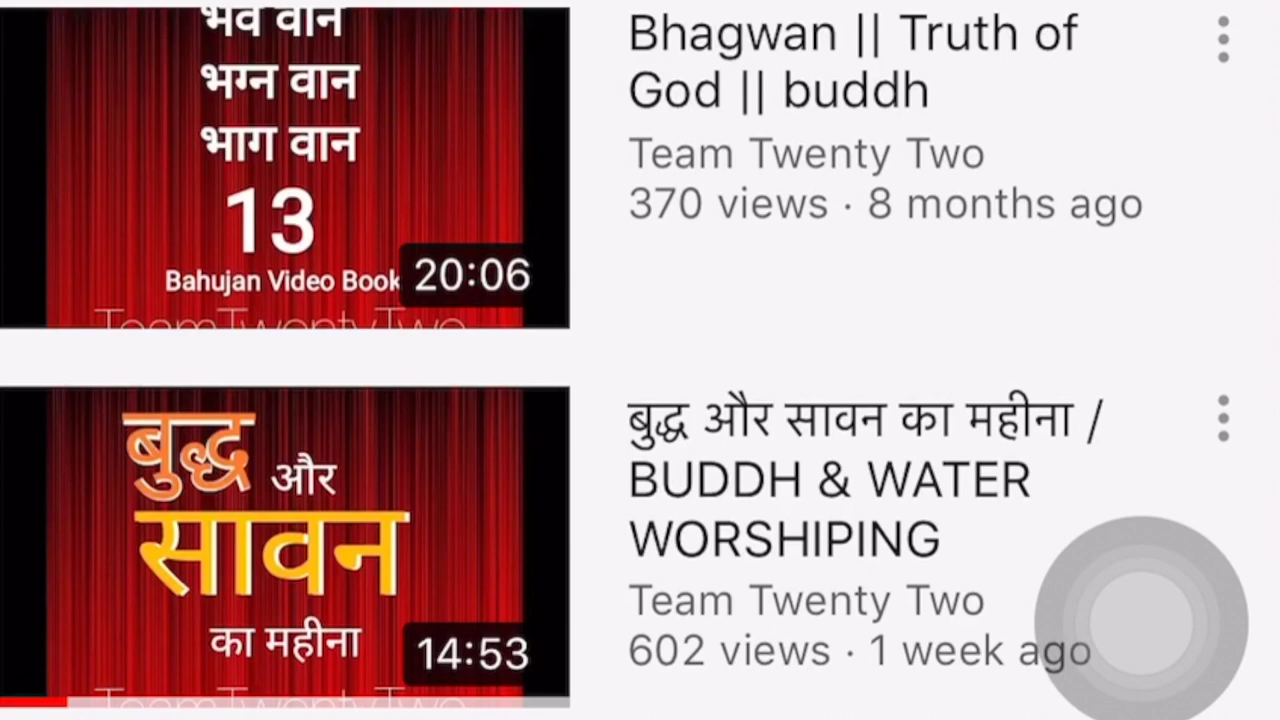 भव वान
भग्न वान
भाग वान
13
Bahujan Video Book
20:06
TeamTwentyTwo
Bhagwan || Truth of
God || buddh
Team Twenty Two
370 views · 8 months ago
बुद्ध और
सावन
का महीना
14:53
TeamTwentyTwo
बुद्ध और सावन का महीना /
BUDDH & WATER
WORSHIPING
Team Twenty Two
602 views · 1 week ago